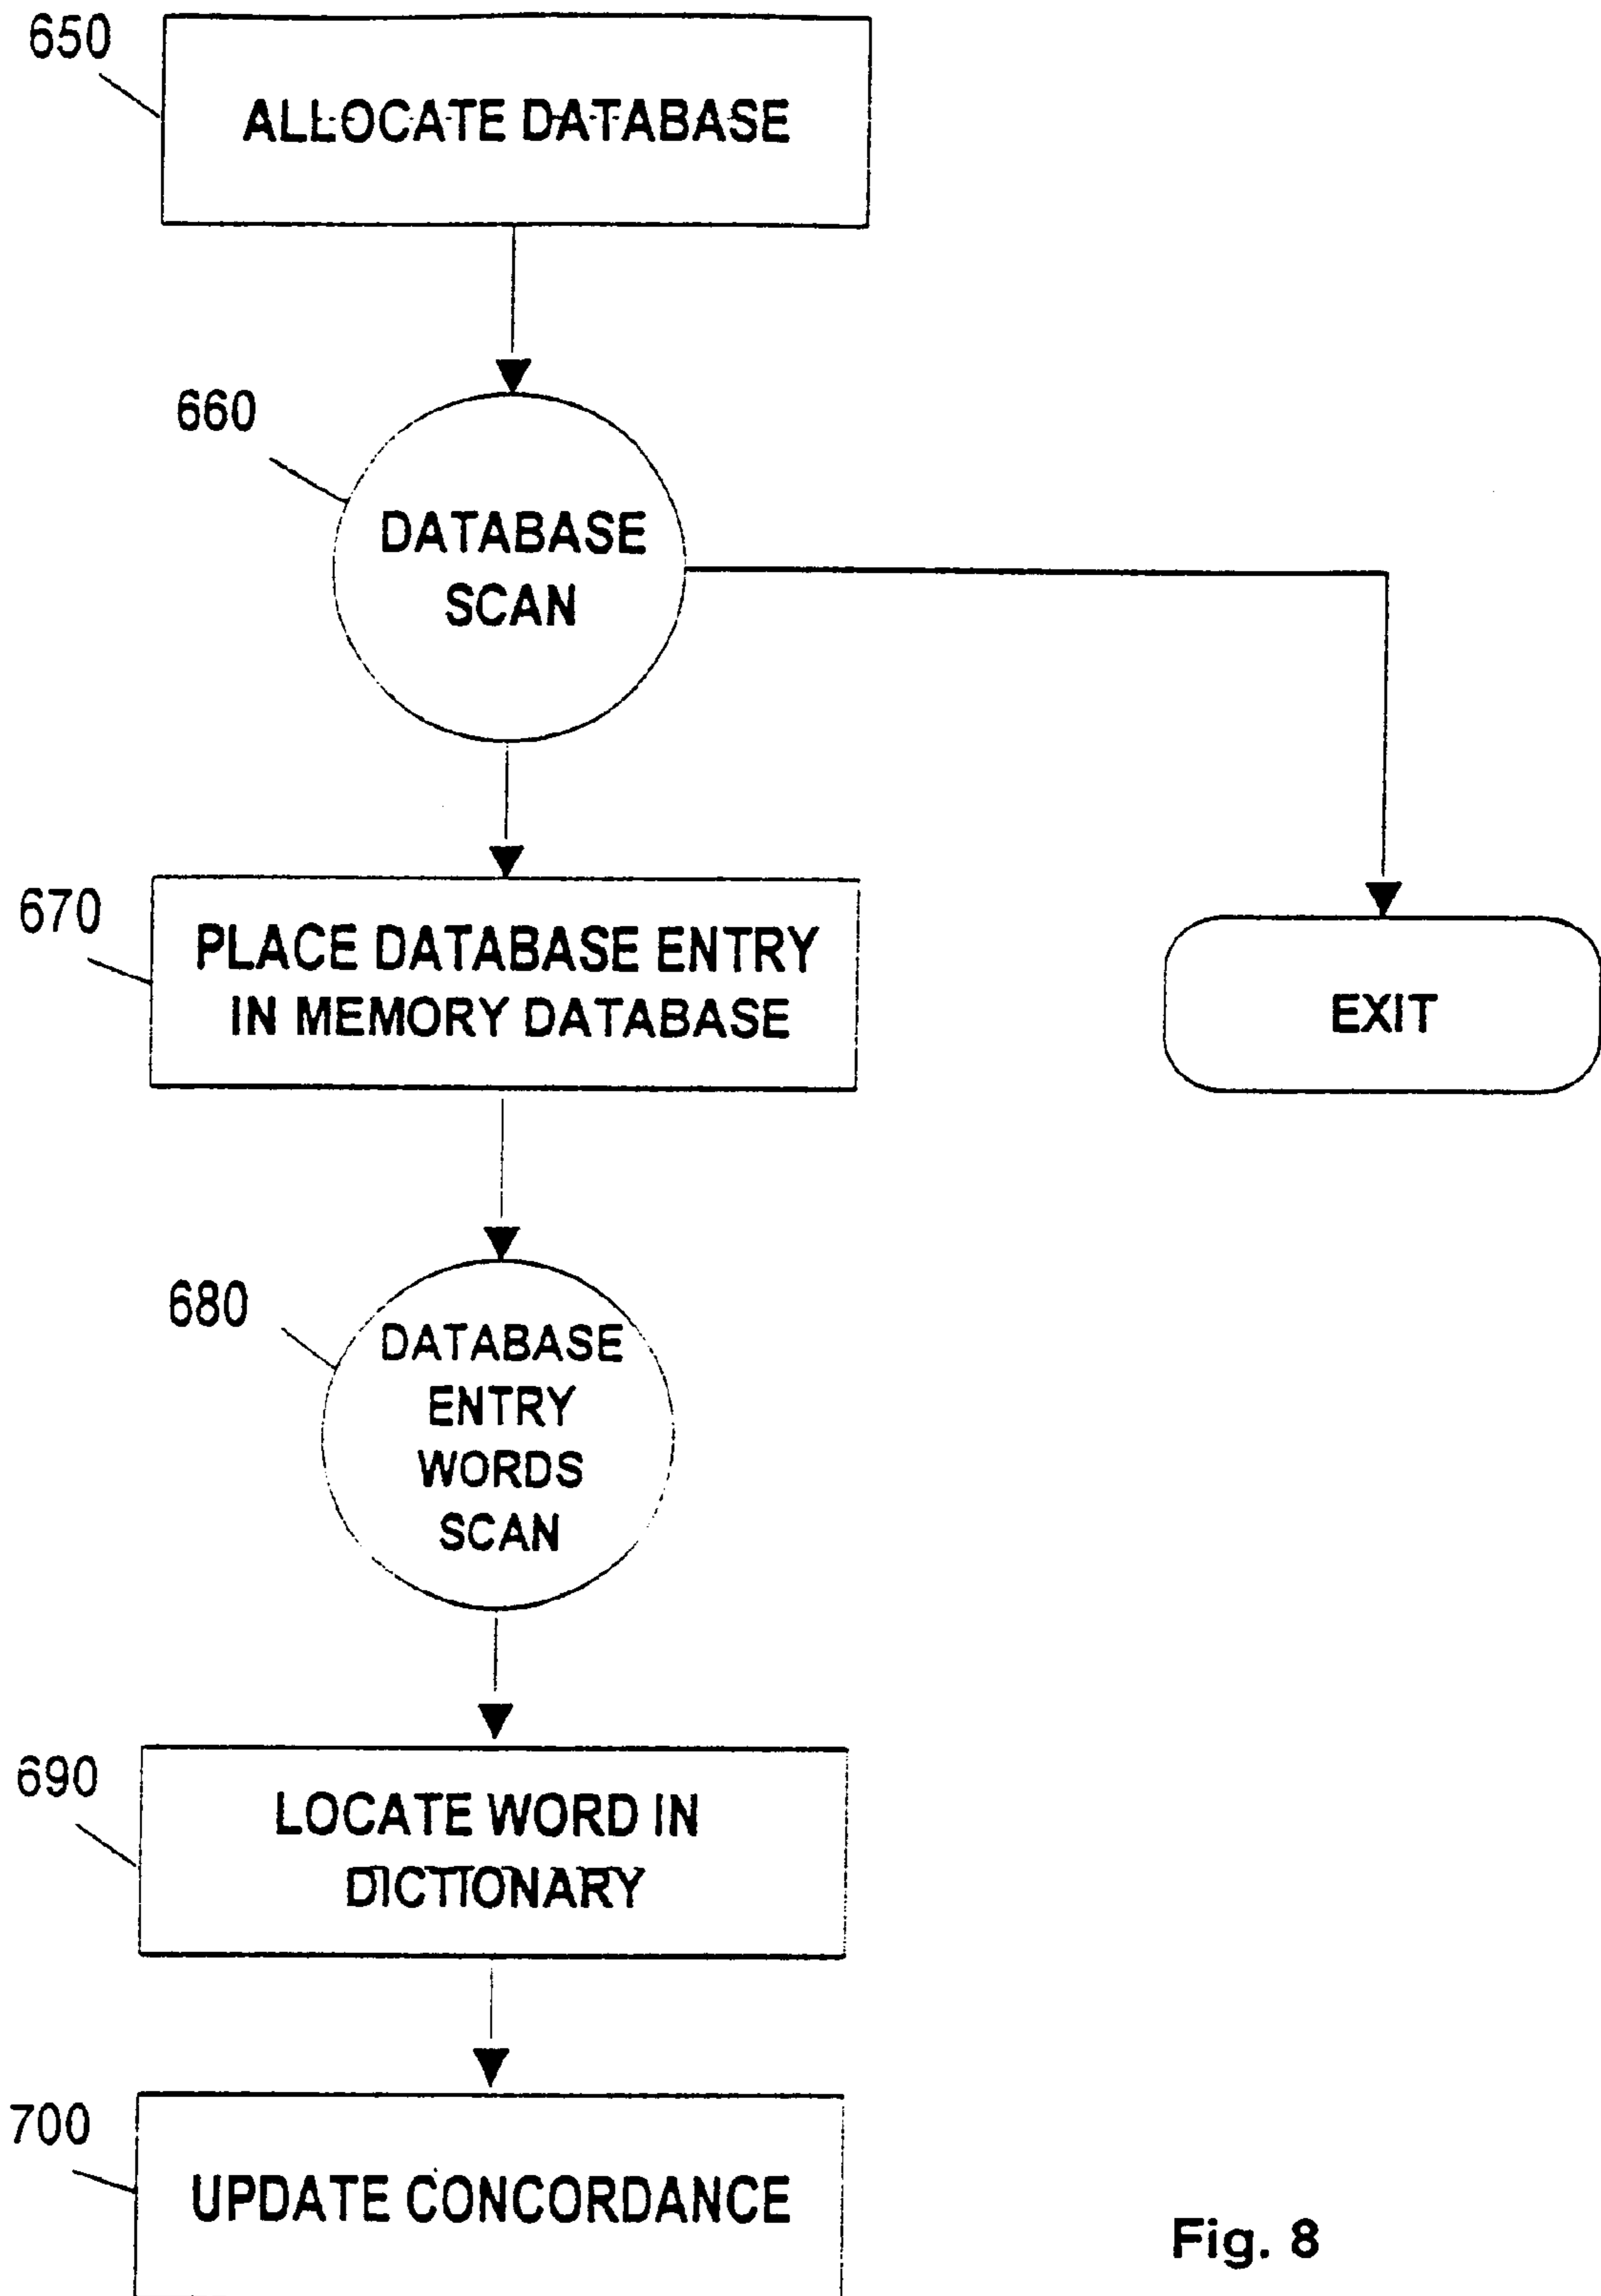 650
ALLOCATE DATABASE
660
DATABASE
SCAN
670
PLACE DATABASE ENTRY
IN MEMORY DATABASE
EXIT
680
DATABASE
ENTRY
WORDS
SCAN
690
LOCATE WORD IN
DICTIONARY
700
UPDATE CONCORDANCE
Fig. 8